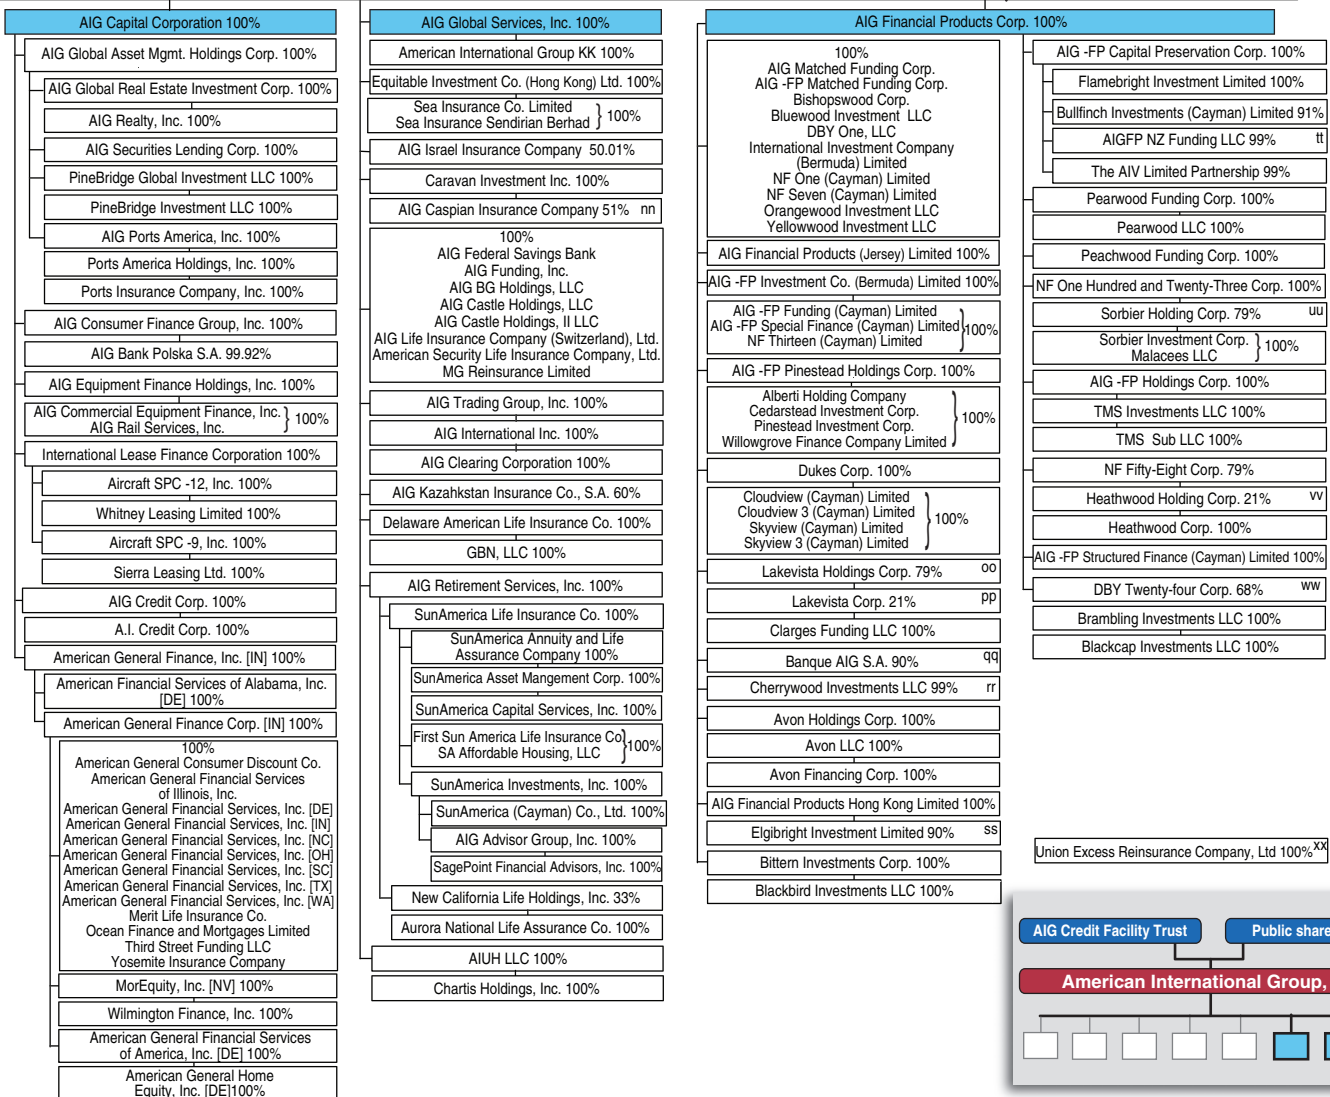 AIG Capital Corporation 100%
AIG Global Asset Mgmt. Holdings Corp. 100%
AIG Global Real Estate Investment Corp. 100%
AIG Realty, Inc. 100%
AIG Securities Lending Corp. 100%
PineBridge Global Investment LLC 100%
PineBridge Investment LLC 100%
AIG Ports America, Inc. 100%
Ports America Holdings, Inc. 100%
Ports Insurance Company, Inc. 100%
AIG Consumer Finance Group, Inc. 100%
AIG Bank Polska S.A. 99.92%
AIG Equipment Finance Holdings, Inc. 100%
AIG Commercial Equipment Finance, Inc.
AIG Rail Services, Inc.
} 100%
International Lease Finance Corporation 100%
Aircraft SPC -12, Inc. 100%
Whitney Leasing Limited 100%
Aircraft SPC -9, Inc. 100%
Sierra Leasing Ltd. 100%
AIG Credit Corp. 100%
A.I. Credit Corp. 100%
American General Finance, Inc. [IN] 100%
American Financial Services of Alabama, Inc.
[DE] 100%
American General Finance Corp. [IN] 100%
100%
American General Consumer Discount Co.
American General Financial Services
of Illinois, Inc.
American General Financial Services, Inc. [DE]
American General Financial Services, Inc. [IN]
American General Financial Services, Inc. [NC]
American General Financial Services, Inc. [OH]
American General Financial Services, Inc. [SC]
American General Financial Services, Inc. [TX]
American General Financial Services, Inc. [WA]
Merit Life Insurance Co.
Ocean Finance and Mortgages Limited
Third Street Funding LLC
Yosemite Insurance Company
MorEquity, Inc. [NV] 100%
Wilmington Finance, Inc. 100%
American General Financial Services
of America, Inc. [DE] 100%
American General Home
Equity, Inc. [DE]100%
AIG Global Services, Inc. 100%
American International Group KK 100%
Equitable Investment Co. (Hong Kong) Ltd. 100%
Sea Insurance Co. Limited
Sea Insurance Sendirian Berhad
} 100%
AIG Israel Insurance Company 50.01%
Caravan Investment Inc. 100%
AIG Caspian Insurance Company 51% nn
100%
AIG Federal Savings Bank
AIG Funding, Inc.
AIG BG Holdings, LLC
AIG Castle Holdings, LLC
AIG Castle Holdings, II LLC
AIG Life Insurance Company (Switzerland), Ltd.
American Security Life Insurance Company, Ltd.
MG Reinsurance Limited
AIG Trading Group, Inc. 100%
AIG International Inc. 100%
AIG Clearing Corporation 100%
AIG Kazahkstan Insurance Co., S.A. 60%
Delaware American Life Insurance Co. 100%
GBN, LLC 100%
AIG Retirement Services, Inc. 100%
SunAmerica Life Insurance Co. 100%
SunAmerica Annuity and Life
Assurance Company 100%
SunAmerica Asset Mangement Corp. 100%
SunAmerica Capital Services, Inc. 100%
First Sun America Life Insurance Co
SA Affordable Housing, LLC
}100%
SunAmerica Investments, Inc. 100%
SunAmerica (Cayman) Co., Ltd. 100%
AIG Advisor Group, Inc. 100%
SagePoint Financial Advisors, Inc. 100%
New California Life Holdings, Inc. 33%
Aurora National Life Assurance Co. 100%
AIUH LLC 100%
Chartis Holdings, Inc. 100%
AIG Financial Products Corp. 100%
100%
AIG Matched Funding Corp.
AIG -FP Matched Funding Corp.
Bishopswood Corp.
Bluewood Investment LLC
DBY One, LLC
International Investment Company
(Bermuda) Limited
NF One (Cayman) Limited
NF Seven (Cayman) Limited
Orangewood Investment LLC
Yellowwood Investment LLC
AIG Financial Products (Jersey) Limited 100%
AIG -FP Investment Co. (Bermuda) Limited 100%
AIG -FP Funding (Cayman) Limited
AIG -FP Special Finance (Cayman) Limited
NF Thirteen (Cayman) Limited
}100%
AIG -FP Pinestead Holdings Corp. 100%
Alberti Holding Company
Cedarstead Investment Corp.
Pinestead Investment Corp.
Willowgrove Finance Company Limited
} 100%
Dukes Corp. 100%
Cloudview (Cayman) Limited
Cloudview 3 (Cayman) Limited
Skyview (Cayman) Limited
Skyview 3 (Cayman) Limited
} 100%
Lakevista Holdings Corp. 79% oo
Lakevista Corp. 21% pp
Clarges Funding LLC 100%
Banque AIG S.A. 90% qq
Cherrywood Investments LLC 99% rr
Avon Holdings Corp. 100%
Avon LLC 100%
Avon Financing Corp. 100%
AIG Financial Products Hong Kong Limited 100%
Elgibright Investment Limited 90% ss
Bittern Investments Corp. 100%
Blackbird Investments LLC 100%
AIG -FP Capital Preservation Corp. 100%
Flamebright Investment Limited 100%
Bullfinch Investments (Cayman) Limited 91%
AIGFP NZ Funding LLC 99% tt
The AIV Limited Partnership 99%
Pearwood Funding Corp. 100%
Pearwood LLC 100%
Peachwood Funding Corp. 100%
NF One Hundred and Twenty-Three Corp. 100%
Sorbier Holding Corp. 79% uu
Sorbier Investment Corp.
Malacees LLC
} 100%
AIG -FP Holdings Corp. 100%
TMS Investments LLC 100%
TMS Sub LLC 100%
NF Fifty-Eight Corp. 79%
Heathwood Holding Corp. 21% vv
Heathwood Corp. 100%
AIG -FP Structured Finance (Cayman) Limited 100%
DBY Twenty-four Corp. 68% ww
Brambling Investments LLC 100%
Blackcap Investments LLC 100%
Union Excess Reinsurance Company, Ltd 100% xx
AIG Credit Facility Trust
Public share
American International Group,